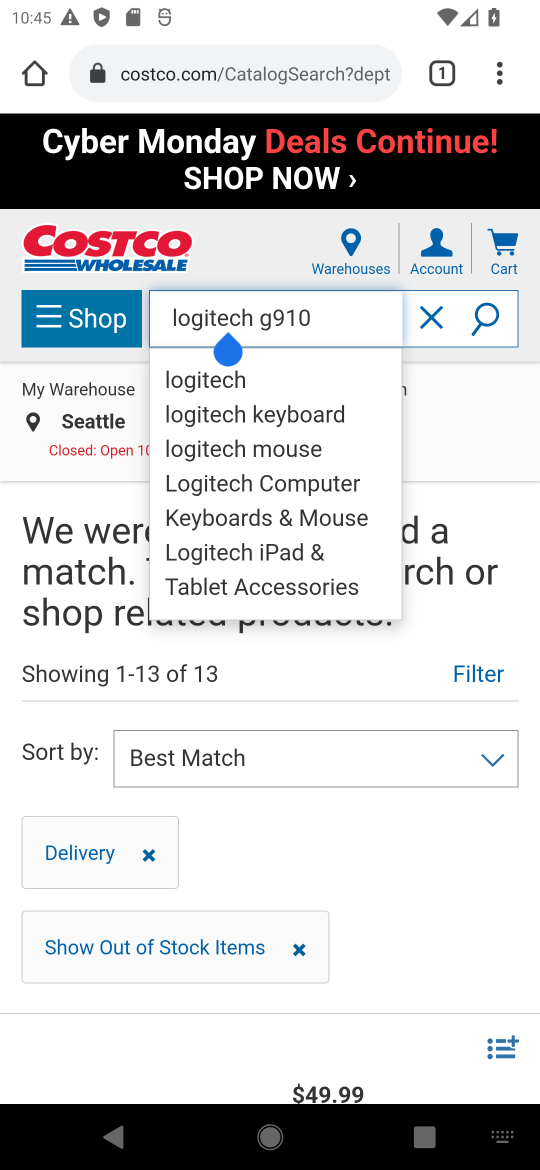 10:45
costco.com/CatalogSearch?dept
1
Cyber Monday Deals Continue!
SHOP NOW ›
COSTCO
WHOLESALE
Warehouses
Account
Cart
Shop
logitech g910
logitech
logitech keyboard
logitech mouse
Logitech Computer
Keyboards & Mouse
Logitech iPad &
Tablet Accessories
My Warehouse
Seattle
Closed: Open 10
We were
d a
match.
rch or
shop related products.
Showing 1-13 of 13
Filter
Sort by:
Best Match
Delivery ×
Show Out of Stock Items ×
$49.99